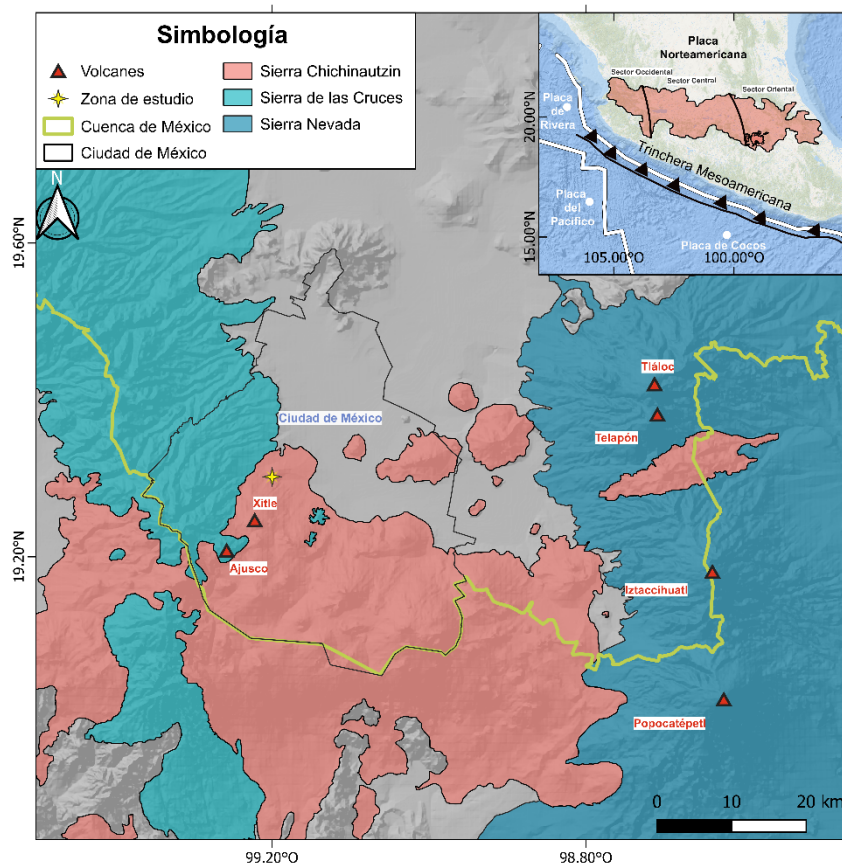 Simbología
Volcanes
Zona de estudio
Cuenca de México
Ciudad de México
Sierra Chichinautzin
Sierra de las Cruces
Sierra Nevada
Placa
Norteamericana
Sector Occidental
Sector Central
Sector Oriental
Placa
de
Rivera
Trinchera Mesoamericana
Placa
del
Pacífico
Placa de Cocos
20.00°N
15.00°N
105.00°O
100.00°O
N
19.60°N
19.20°N
Tláloc
Telapón
Ciudad de México
Xitle
Ajusco
Iztaccihuatl
Popocatépetl
0 10 20 km
99.20°O
98.80°O